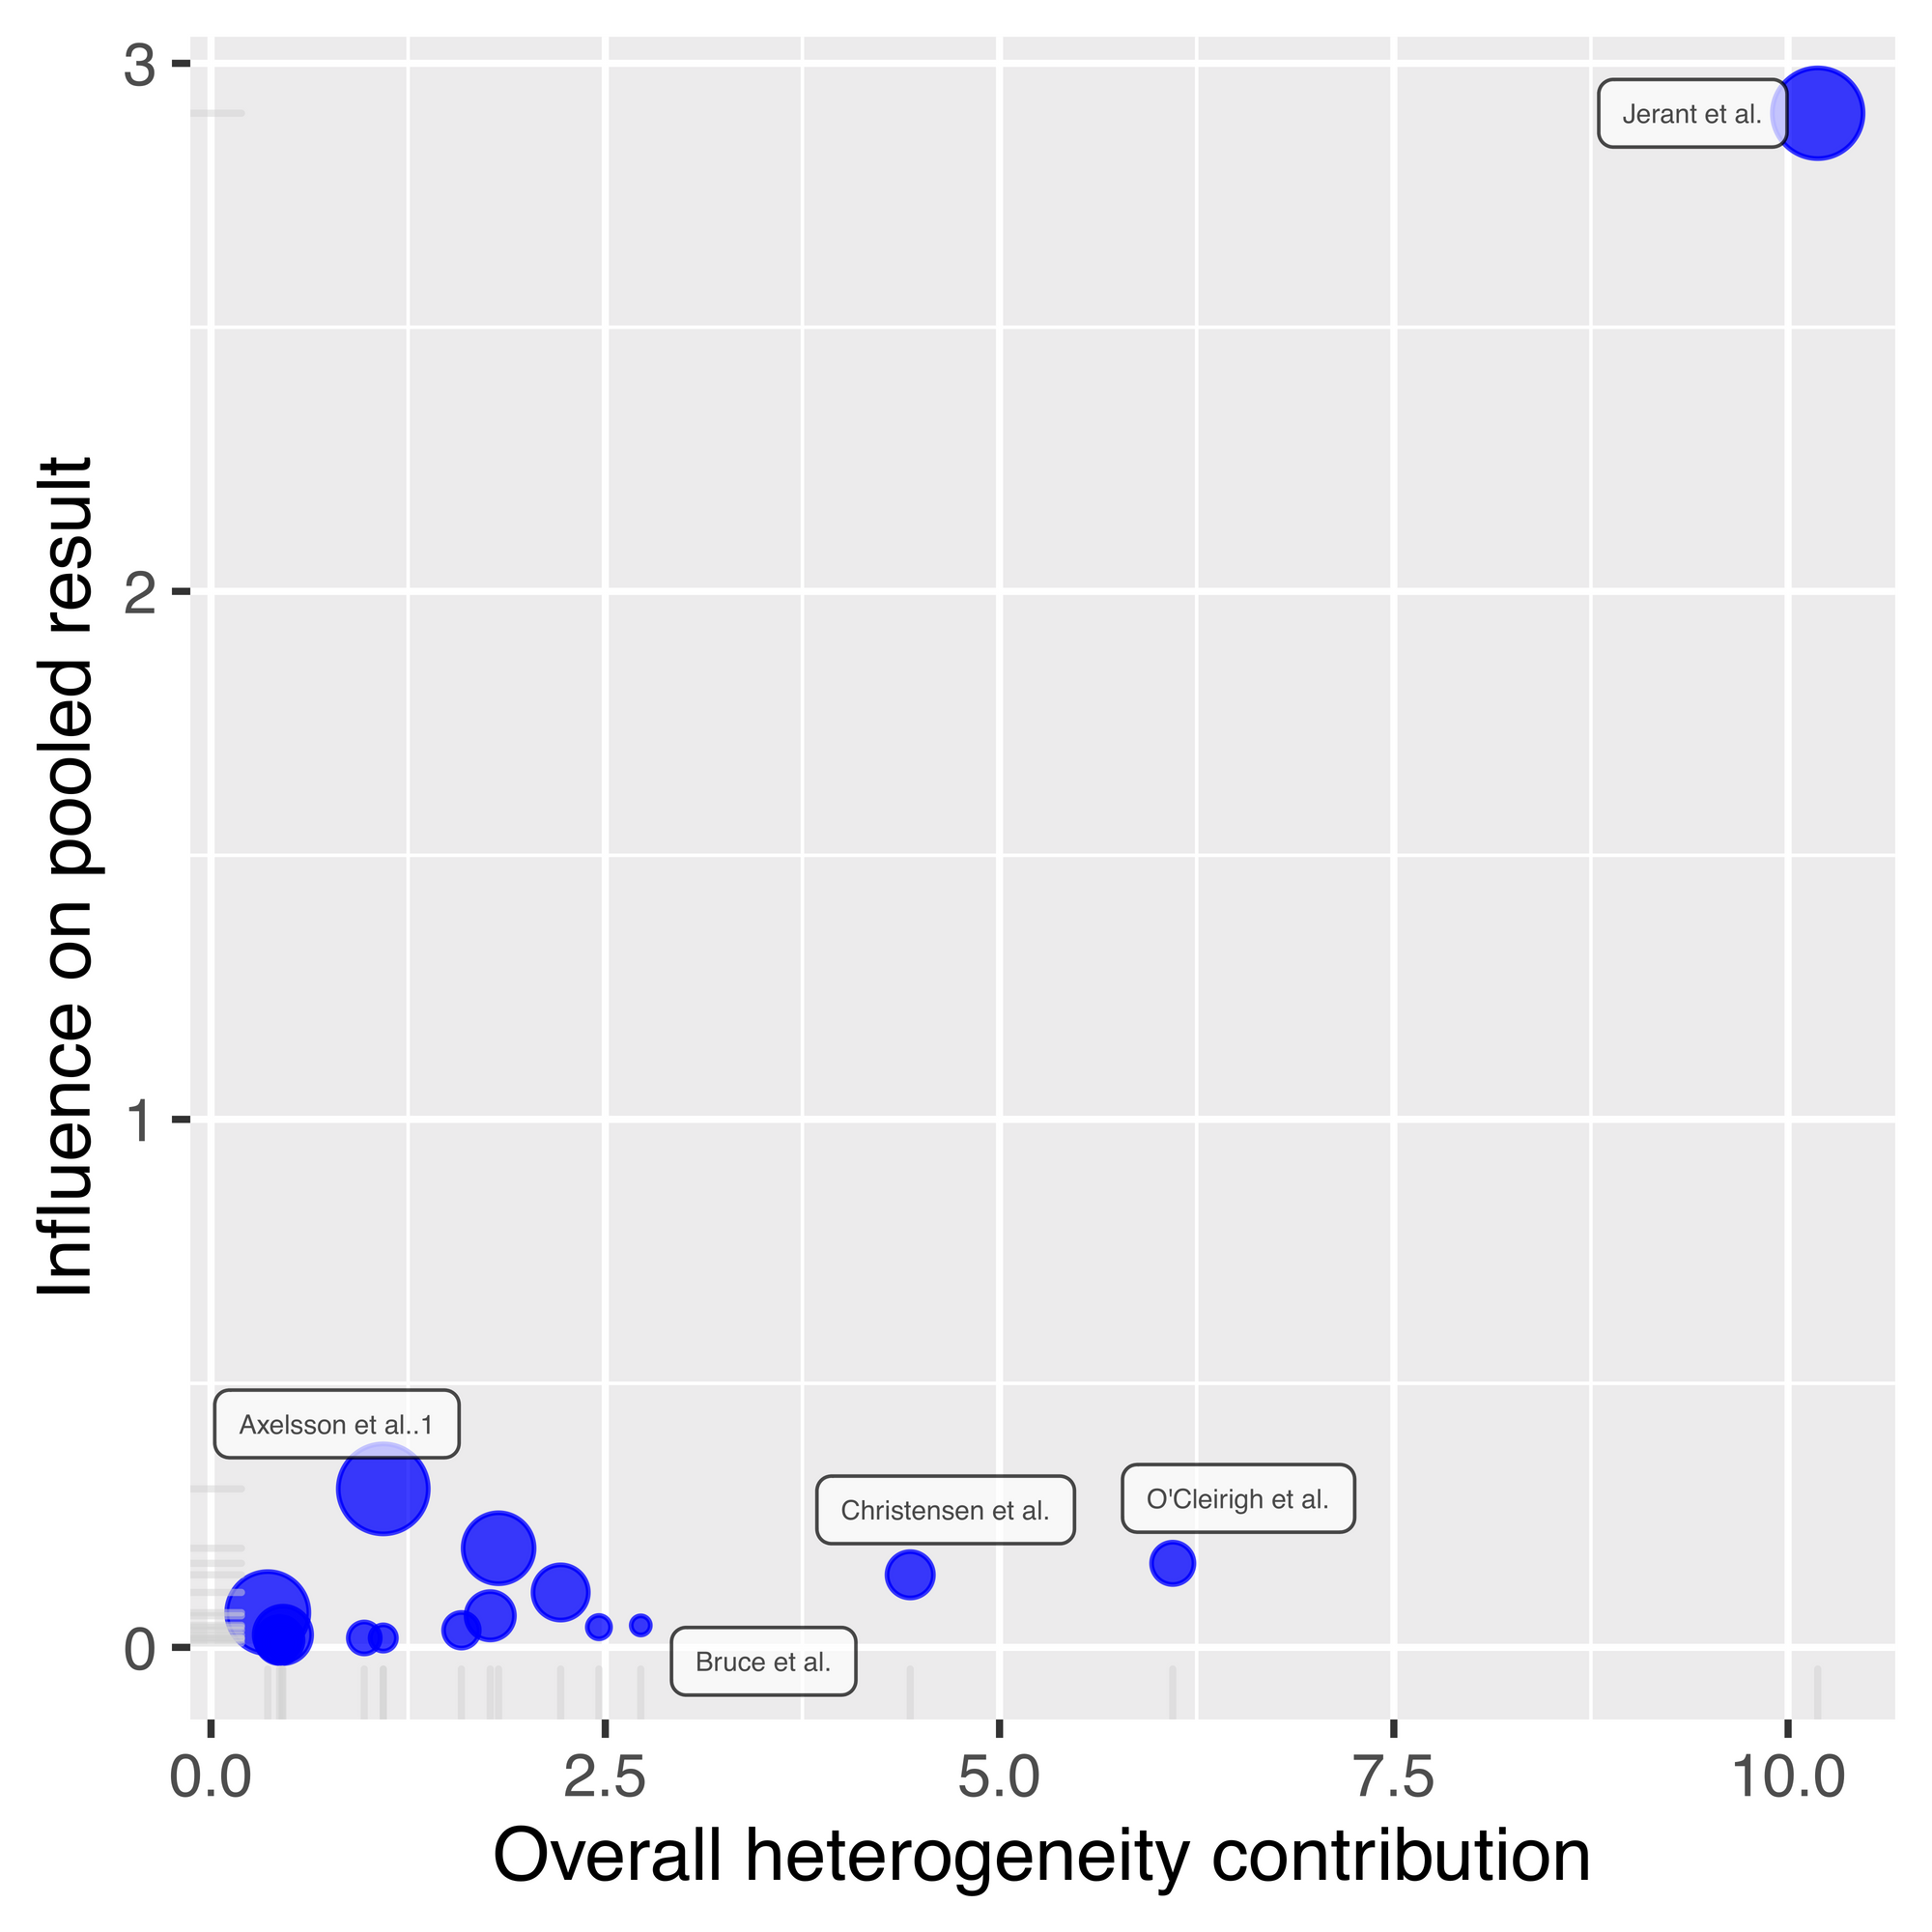 Influence on pooled result
3
2
1
0
Jerant et al.
Axelsson et al..1
O'Cleirigh et al.
Christensen et al.
Bruce et al.
0.0 2.5 5.0 7.5 10.0
Overall heterogeneity contribution